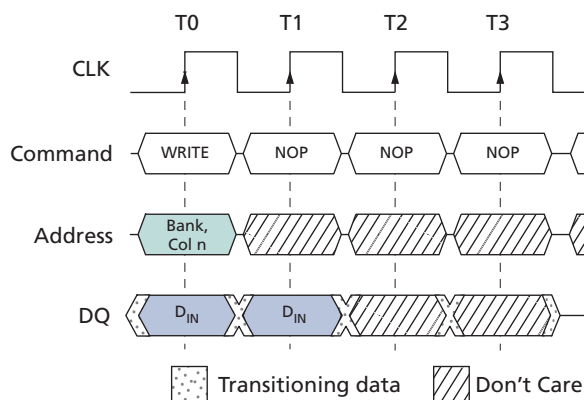 T0 T1 T2 T3
CLK
Command WRITE NOP NOP NOP
Address Bank,
Col n
DQ DIN DIN
Transitioning data Don't Care